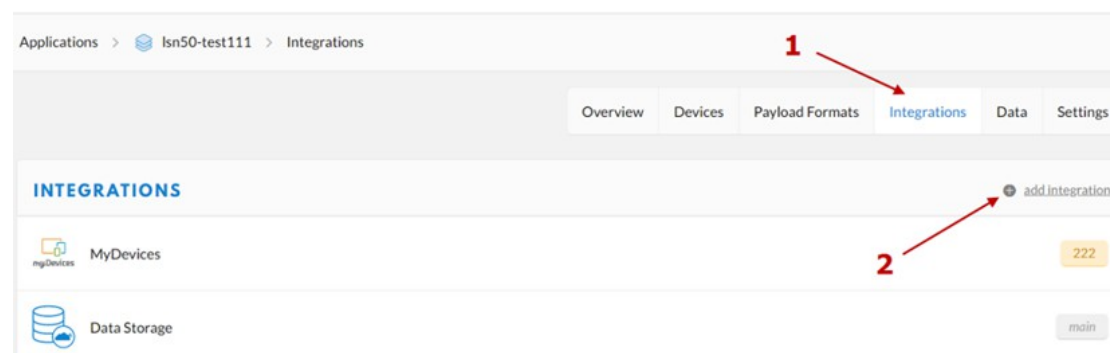 Applications > lsn50-test111 > Integrations
1
Overview Devices Payload Formats Integrations Data Settings
INTEGRATIONS
add integration
2
myDevices MyDevices
222
Data Storage
main